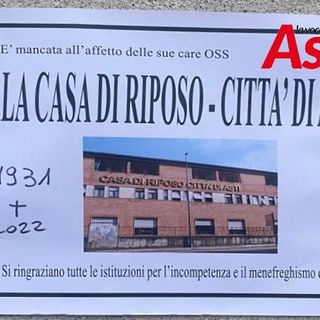 la voce
As
E' mancata all'affetto delle sue care OSS
LA CASA DI RIPOSO - CITTA' DI
1931
+
2022
CASA DI RIPOSO CITTA DI ASTI
Si ringraziano tutte le istituzioni per l'incompetenza e il menefreghismo